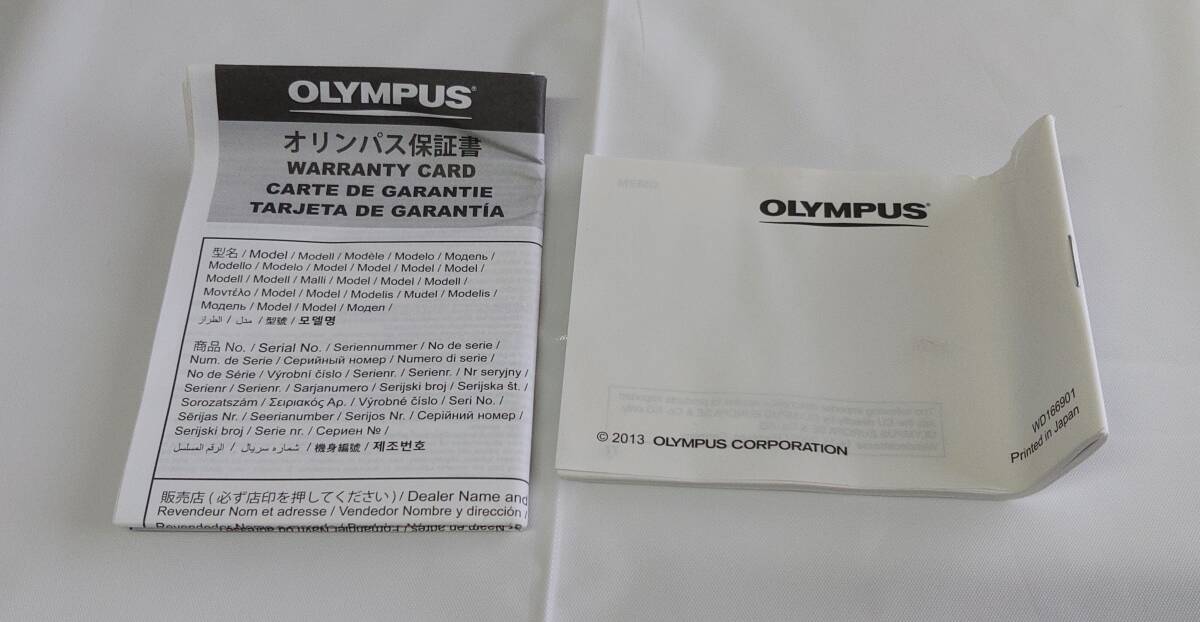 OLYMPUS®
オリンパス保証書
WARRANTY CARD
CARTE DE GARANTIE
TARJETA DE GARANTÍA
型名 / Model / Modell / Modèle / Modelo / Модель /
Modello / Modelo / Model / Model / Model / Model /
Modell / Modell / Malli / Model / Model / Modell /
Μοντέλο / Model / Model / Modelis / Mudel / Modelis /
Модель / Model / Model / Модел /
الطراز / مدل / 型號 / 모델명
商品 No. / Serial No. / Seriennummer / No de serie /
Num. de Serie / Серийный номер / Numero di serie /
No de Série / Výrobní číslo / Serienr. / Serienr. / Nr seryjny /
Serienr / Serienr. / Sarjanumero / Serijski broj / Serijska št. /
Sorozatszám / Σειριακός Αρ. / Výrobné číslo / Seri No. /
Sērijas Nr. / Seerianumber / Serijos Nr. / Серійний номер /
Serijski broj / Serie nr. / Сериен № /
الرقم المسلسل / شماره سریال / 機身編號 / 제조번호
販売店 ( 必ず店印を押してください ) / Dealer Name and
Revendeur Nom et adresse / Vendedor Nombre y dirección /
OLYMPUS®
© 2013 OLYMPUS CORPORATION
WD166901
Printed in Japan